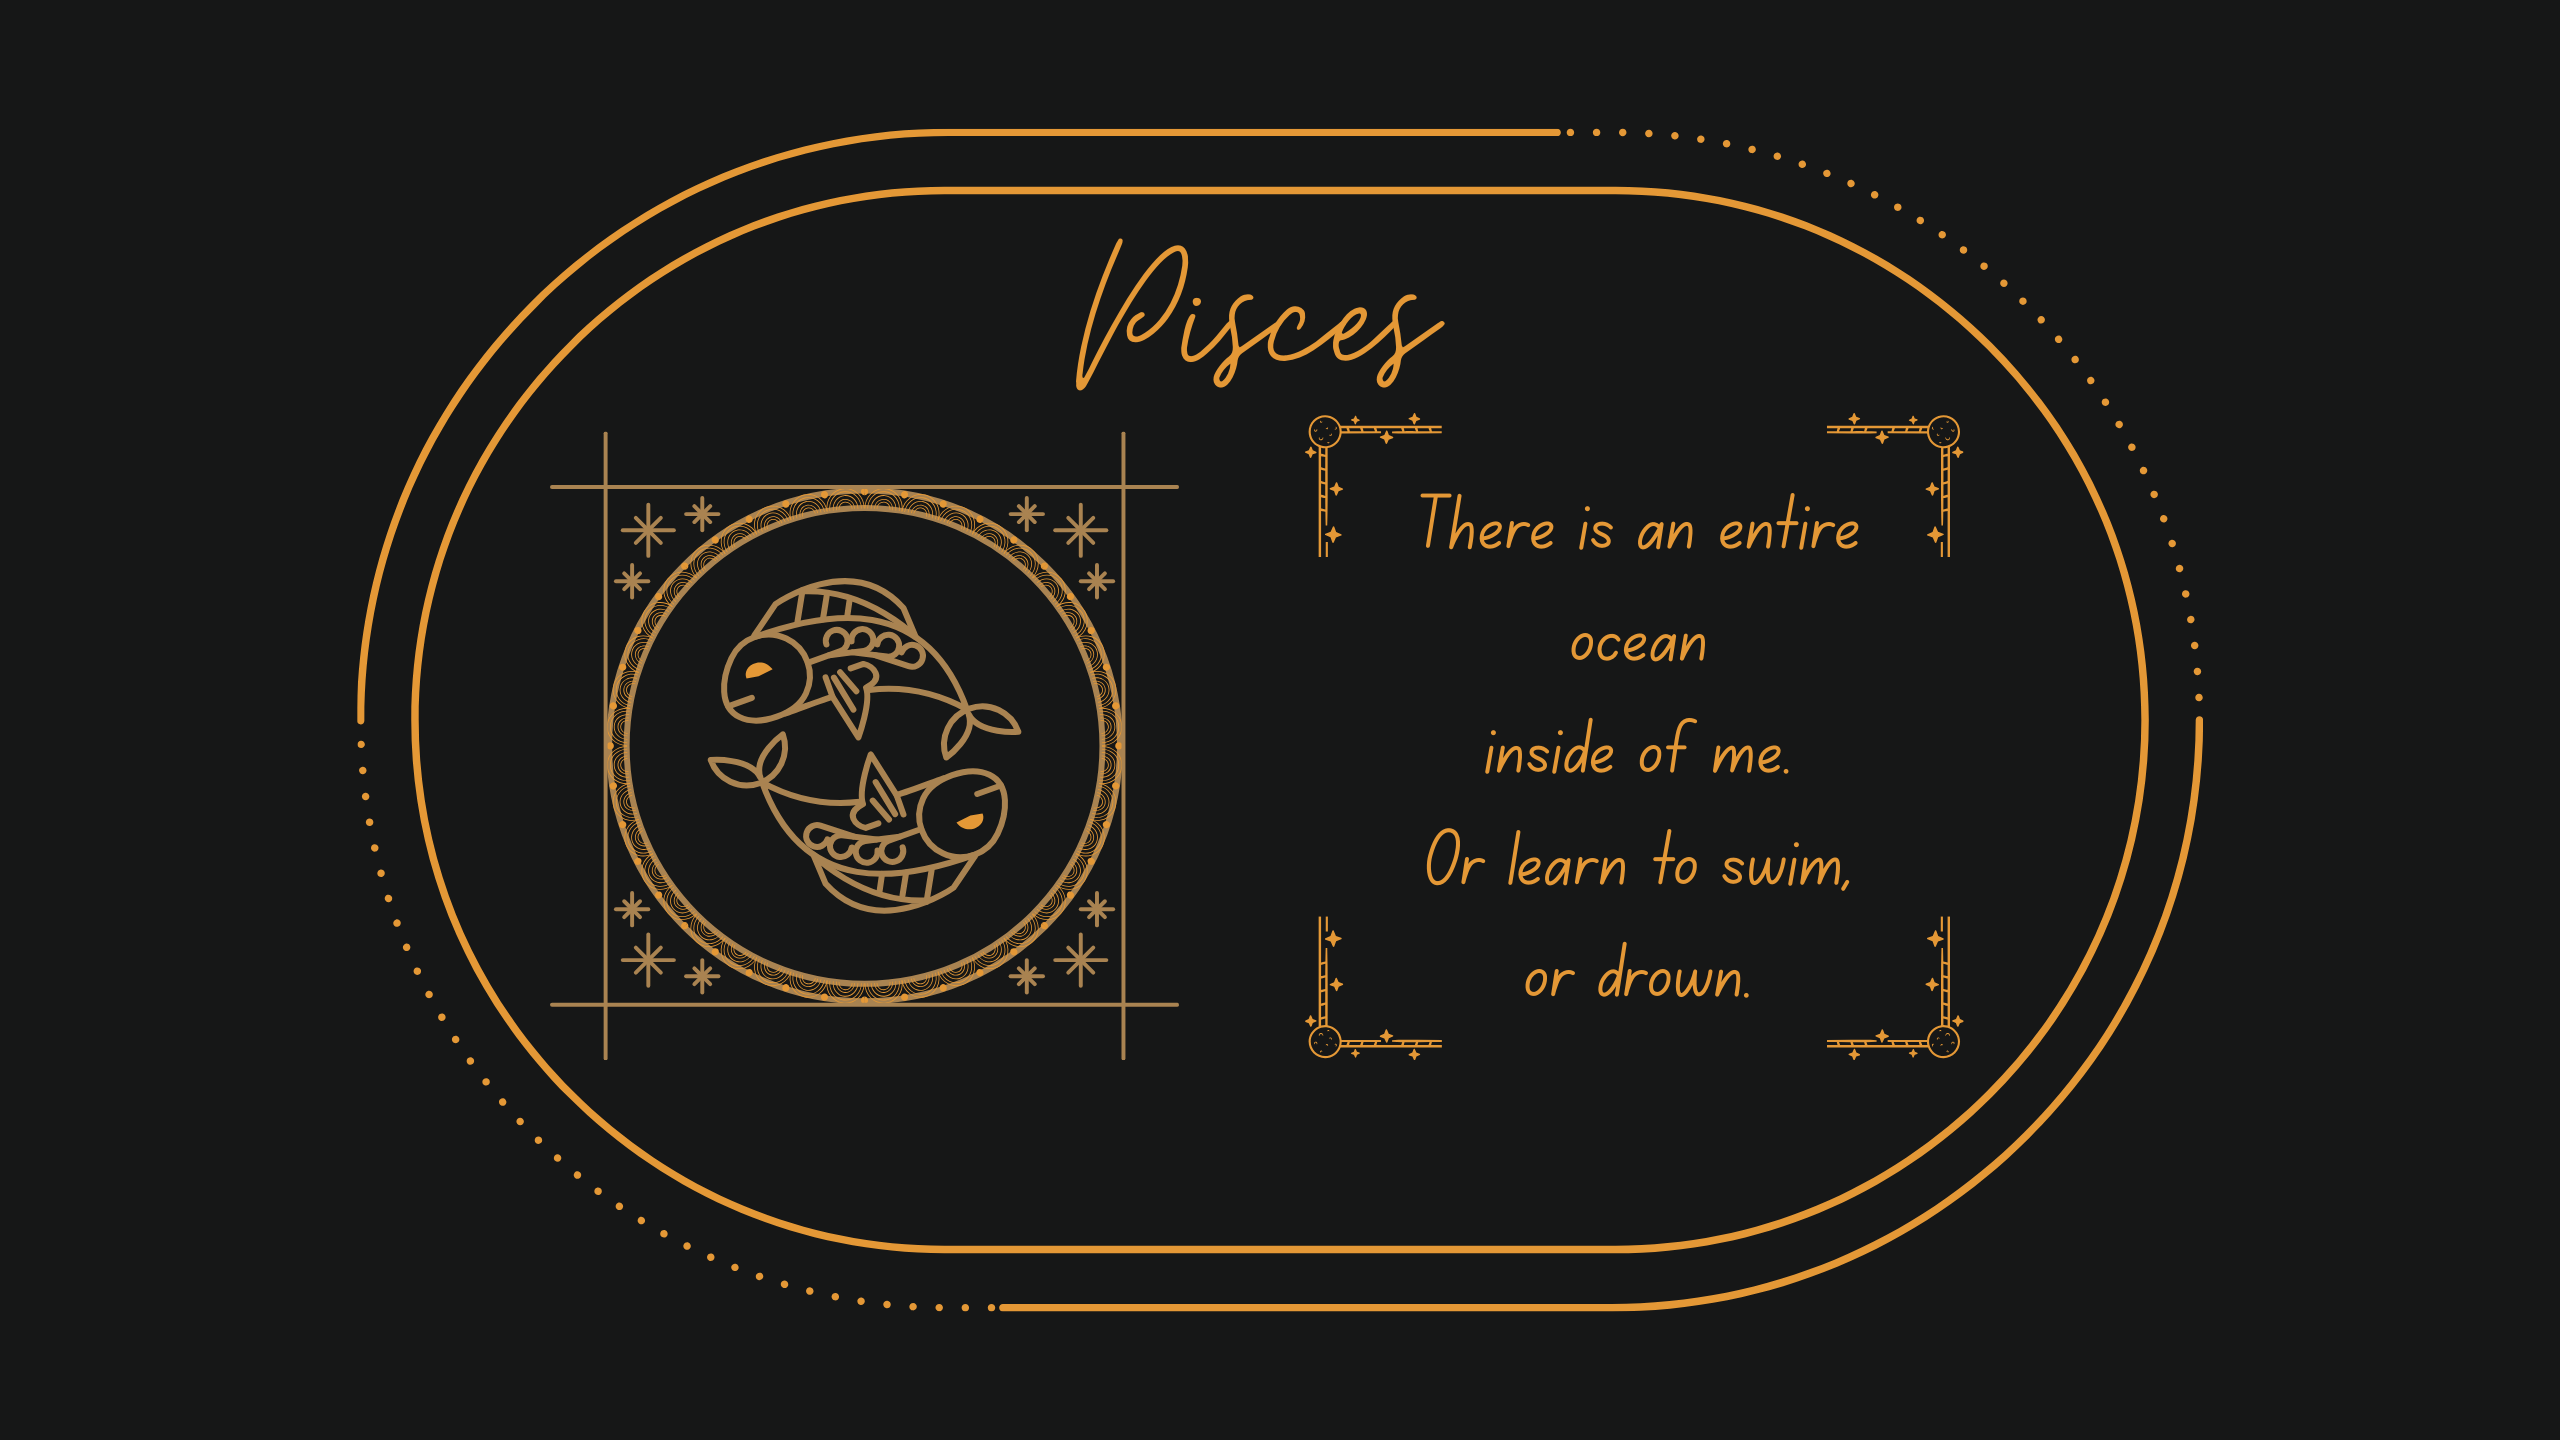 Pisces
There is an entire
ocean
inside of me.
Or learn to swim,
or drown.